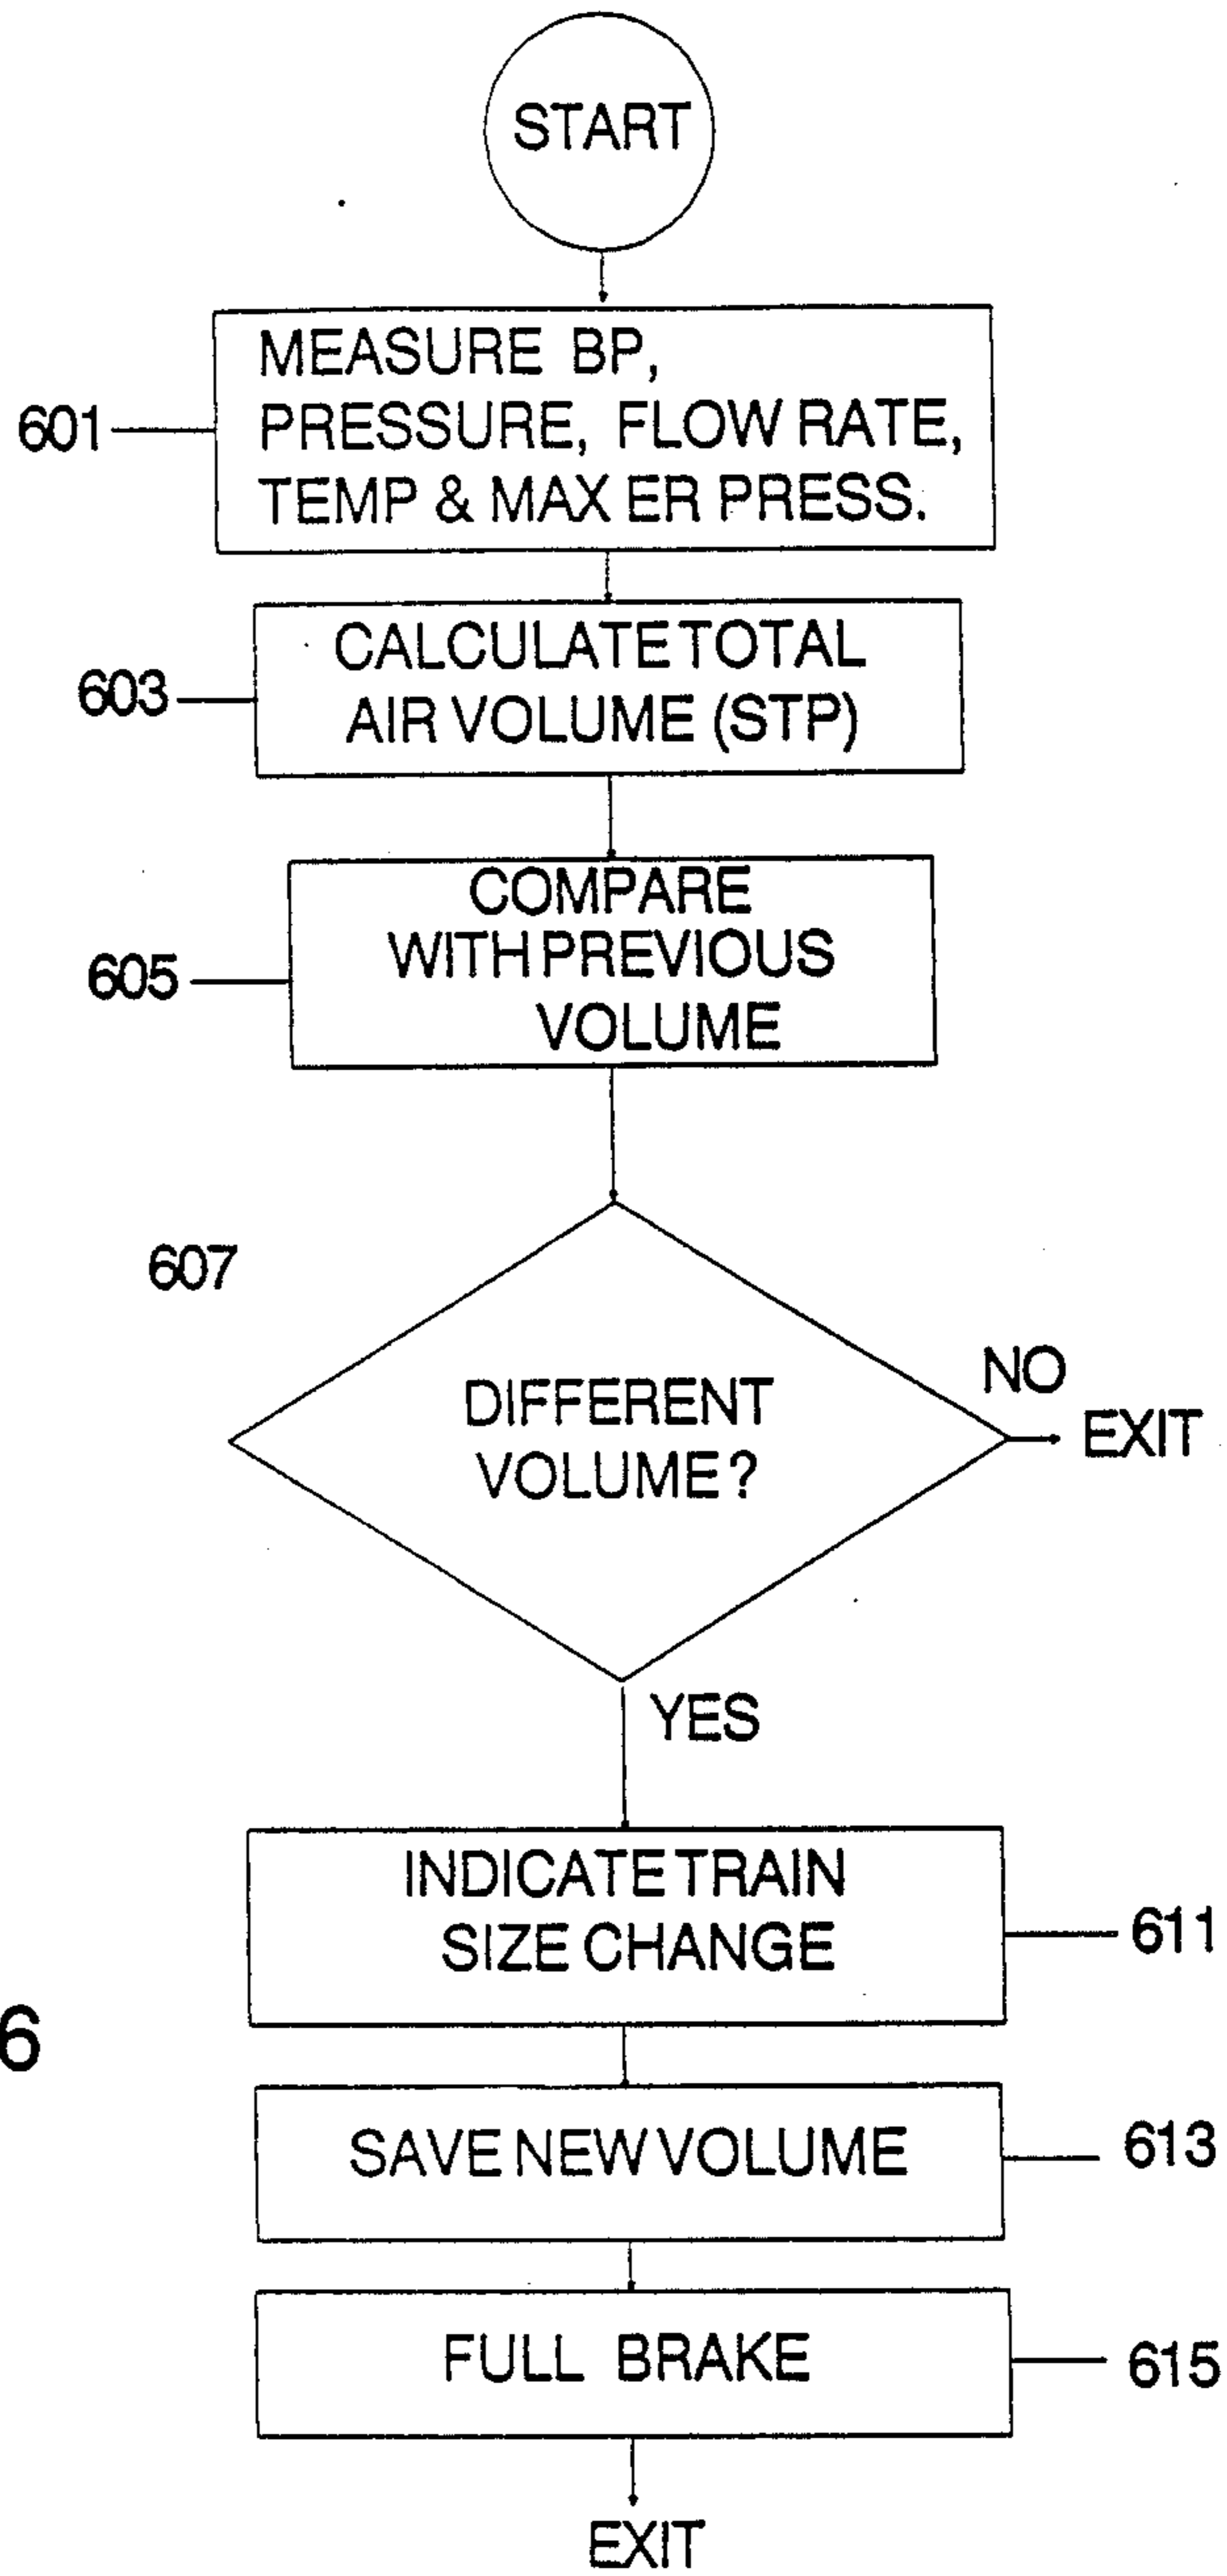 START
601
MEASURE BP,
PRESSURE, FLOW RATE,
TEMP & MAX ER PRESS.
603
CALCULATE TOTAL
AIR VOLUME (STP)
605
COMPARE
WITH PREVIOUS
VOLUME
607
DIFFERENT
VOLUME?
NO
EXIT
YES
INDICATE TRAIN
SIZE CHANGE
611
6
SAVE NEW VOLUME
613
FULL BRAKE
615
EXIT